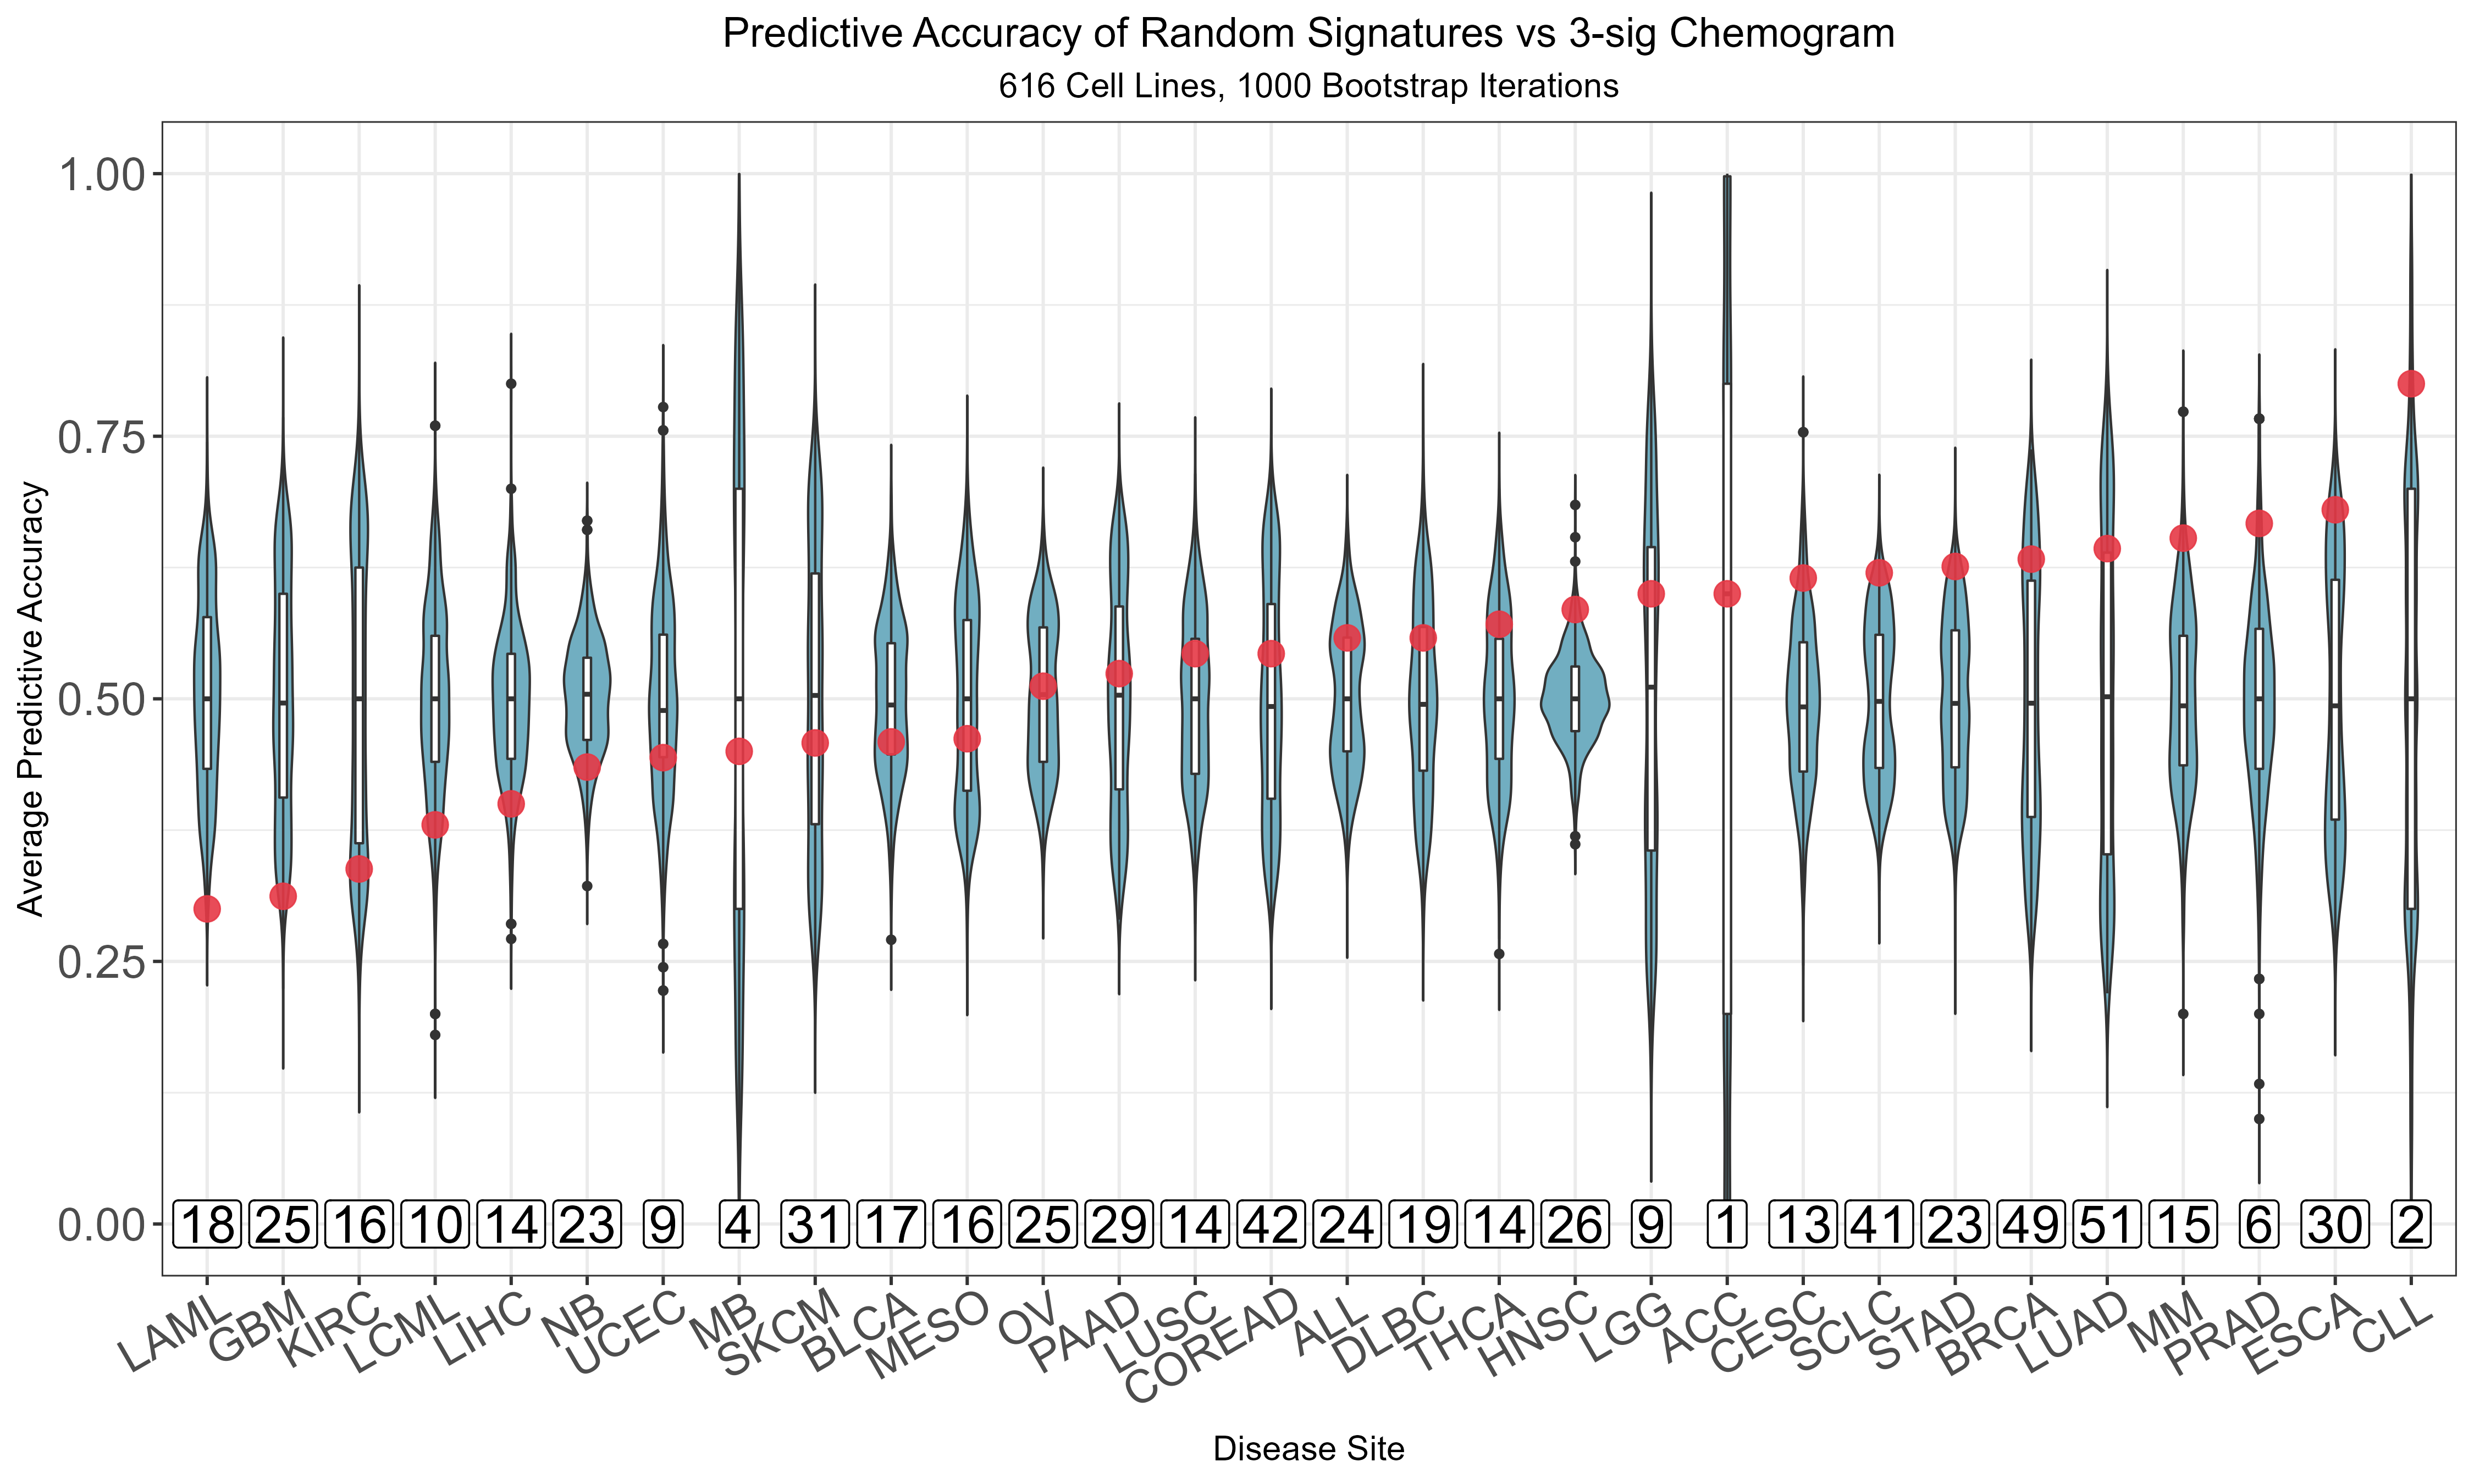 Predictive Accuracy of Random Signatures vs 3-sig Chemogram
616 Cell Lines, 1000 Bootstrap Iterations
Average Predictive Accuracy
1.00
0.75
0.50
0.25
0.00
18 25 16 10 14 23 9 4 31 17 16 25 29 14 42 24 19 14 26 9 1 13 41 23 49 51 15 6 30 2
LAML GBM KIRC LCML LIHC NB UCEC MB SKCM BLCA MESO OV PAAD LUSC COREAD ALL DLBC THCA HNSC LGG ACC CESC SCLC STAD BRCA LUAD MM PRAD ESCA CLL
Disease Site